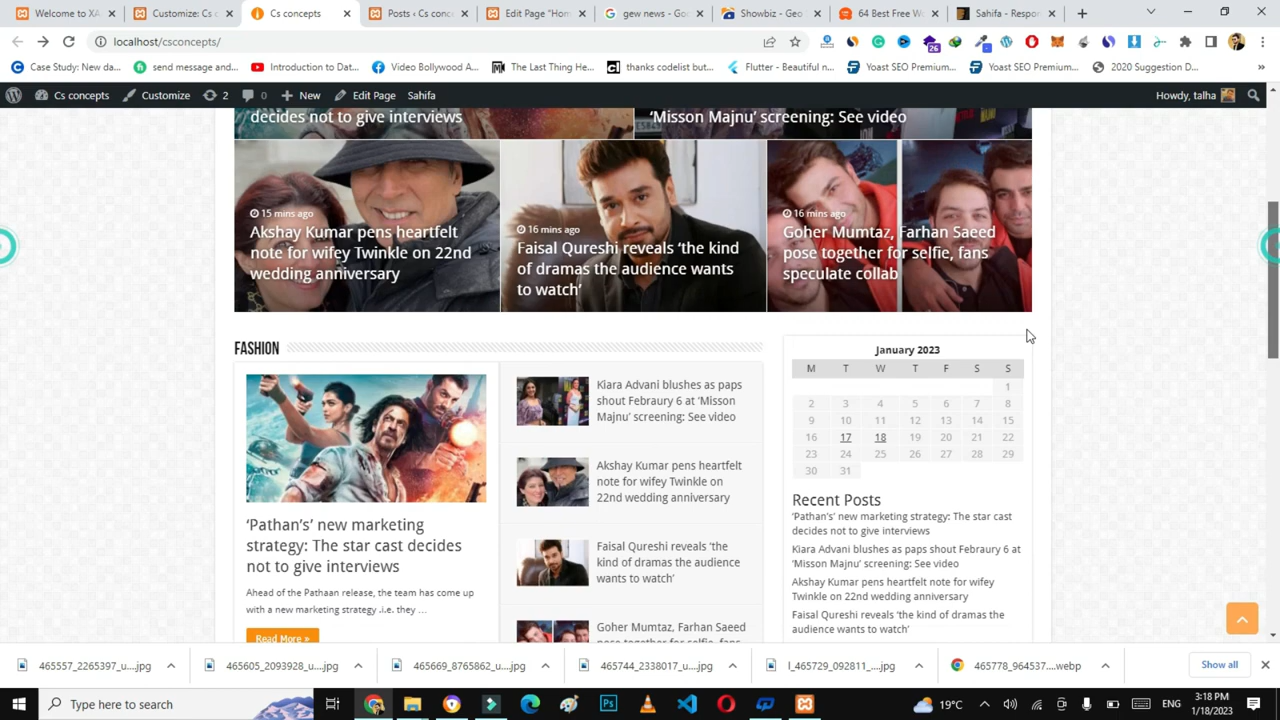 Welcome to XA
Customize: Cs c
Cs concepts
Posts ‹ Cs conc
Edit Page "Hom
gew news - Goo
Showbiz - Geo
64 Best Free W
Sahifa - Respon
localhost/csconcepts/
Case Study: New da...
send message and...
Introduction to Dat...
Video Bollywood A...
The Last Thing He...
thanks codelist but...
Flutter - Beautiful n...
Yoast SEO Premium...
Yoast SEO Premium...
2020 Suggestion D...
26
Cs concepts
Customize
2
0
New
Edit Page
Sahifa
Howdy, talha
decides not to give interviews
'Misson Majnu' screening: See video
15 mins ago
Akshay Kumar pens heartfelt
note for wifey Twinkle on 22nd
wedding anniversary
16 mins ago
Faisal Qureshi reveals 'the kind
of dramas the audience wants
to watch'
16 mins ago
Goher Mumtaz, Farhan Saeed
pose together for selfie, fans
speculate collab
FASHION
'Pathan's' new marketing
strategy: The star cast decides
not to give interviews
Ahead of the Pathaan release, the team has come up
with a new marketing strategy .i.e. they ...
Read More »
Kiara Advani blushes as paps
shout Febraury 6 at 'Misson
Majnu' screening: See video
Akshay Kumar pens heartfelt
note for wifey Twinkle on
22nd wedding anniversary
Faisal Qureshi reveals 'the
kind of dramas the audience
wants to watch'
Goher Mumtaz, Farhan Saeed
pose together for selfie, fans
January 2023
M T W T F S S
1
2 3 4 5 6 7 8
9 10 11 12 13 14 15
16 17 18 19 20 21 22
23 24 25 26 27 28 29
30 31
Recent Posts
'Pathan's' new marketing strategy: The star cast
decides not to give interviews
Kiara Advani blushes as paps shout Febraury 6 at
'Misson Majnu' screening: See video
Akshay Kumar pens heartfelt note for wifey
Twinkle on 22nd wedding anniversary
Faisal Qureshi reveals 'the kind of dramas the
audience wants to watch'
465557_2265397_u....jpg
465605_2093928_u....jpg
465669_8765862_u....jpg
465744_2338017_u....jpg
l_465729_092811_....jpg
465778_964537....webp
Show all
Type here to search
19°C
ENG
3:18 PM
1/18/2023